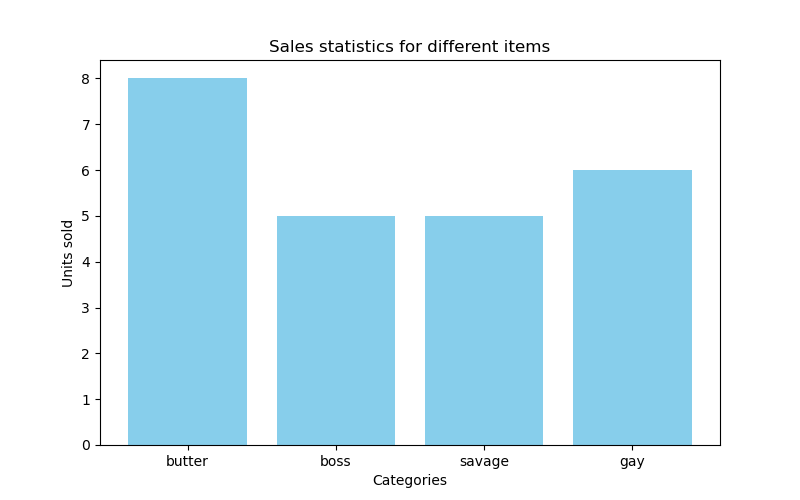 Sales statistics for different items
Units sold
8
7
6
5
4
3
2
1
0
butter boss savage gay
Categories